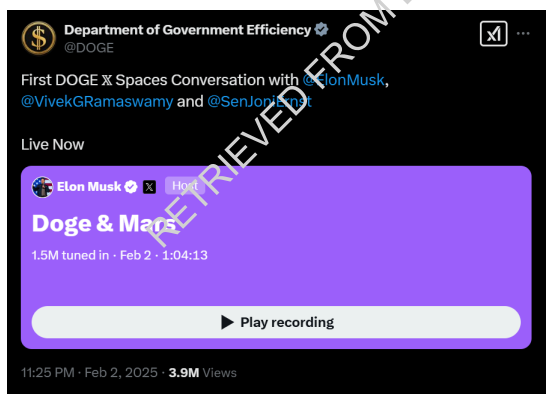 Department of Government Efficiency
@DOGE
First DOGE X Spaces Conversation with @ElonMusk,
@VivekGRamaswamy and @SenJoniErnst
Live Now
Elon Musk X Host
Doge & Mars
1.5M tuned in · Feb 2 · 1:04:13
Play recording
11:25 PM · Feb 2, 2025 · 3.9M Views
RETRIEVED FROM